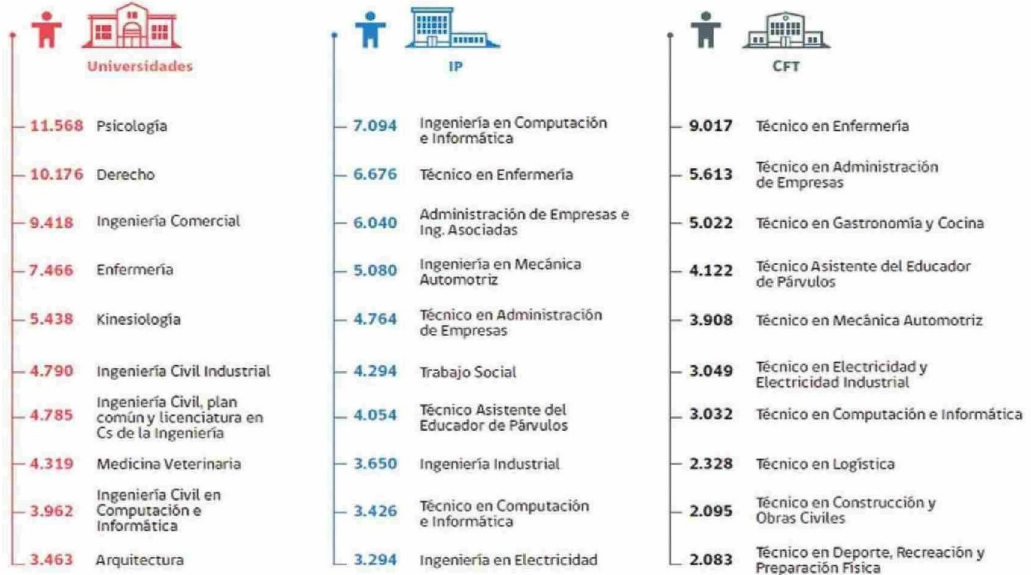 Universidades
11.568 Psicología
10.176 Derecho
9.418 Ingeniería Comercial
7.466 Enfermería
5.438 Kinesiología
4.790 Ingeniería Civil Industrial
4.785 Ingeniería Civil, plan
común y licenciatura en
Cs de la Ingeniería
4.319 Medicina Veterinaria
3.962 Ingeniería Civil en
Computación e
Informática
3.463 Arquitectura
IP
7.094 Ingeniería en Computación
e Informática
6.676 Técnico en Enfermería
6.040 Administración de Empresas e
Ing. Asociadas
5.080 Ingeniería en Mecánica
Automotriz
4.764 Técnico en Administración
de Empresas
4.294 Trabajo Social
4.054 Técnico Asistente del
Educador de Párvulos
3.650 Ingeniería Industrial
3.426 Técnico en Computación
e Informática
3.294 Ingeniería en Electricidad
CFT
9.017 Técnico en Enfermería
5.613 Técnico en Administración
de Empresas
5.022 Técnico en Gastronomía y Cocina
4.122 Técnico Asistente del Educador
de Párvulos
3.908 Técnico en Mecánica Automotriz
3.049 Técnico en Electricidad y
Electricidad Industrial
3.032 Técnico en Computación e Informática
2.328 Técnico en Logística
2.095 Técnico en Construcción y
Obras Civiles
2.083 Técnico en Deporte, Recreación y
Preparación Física